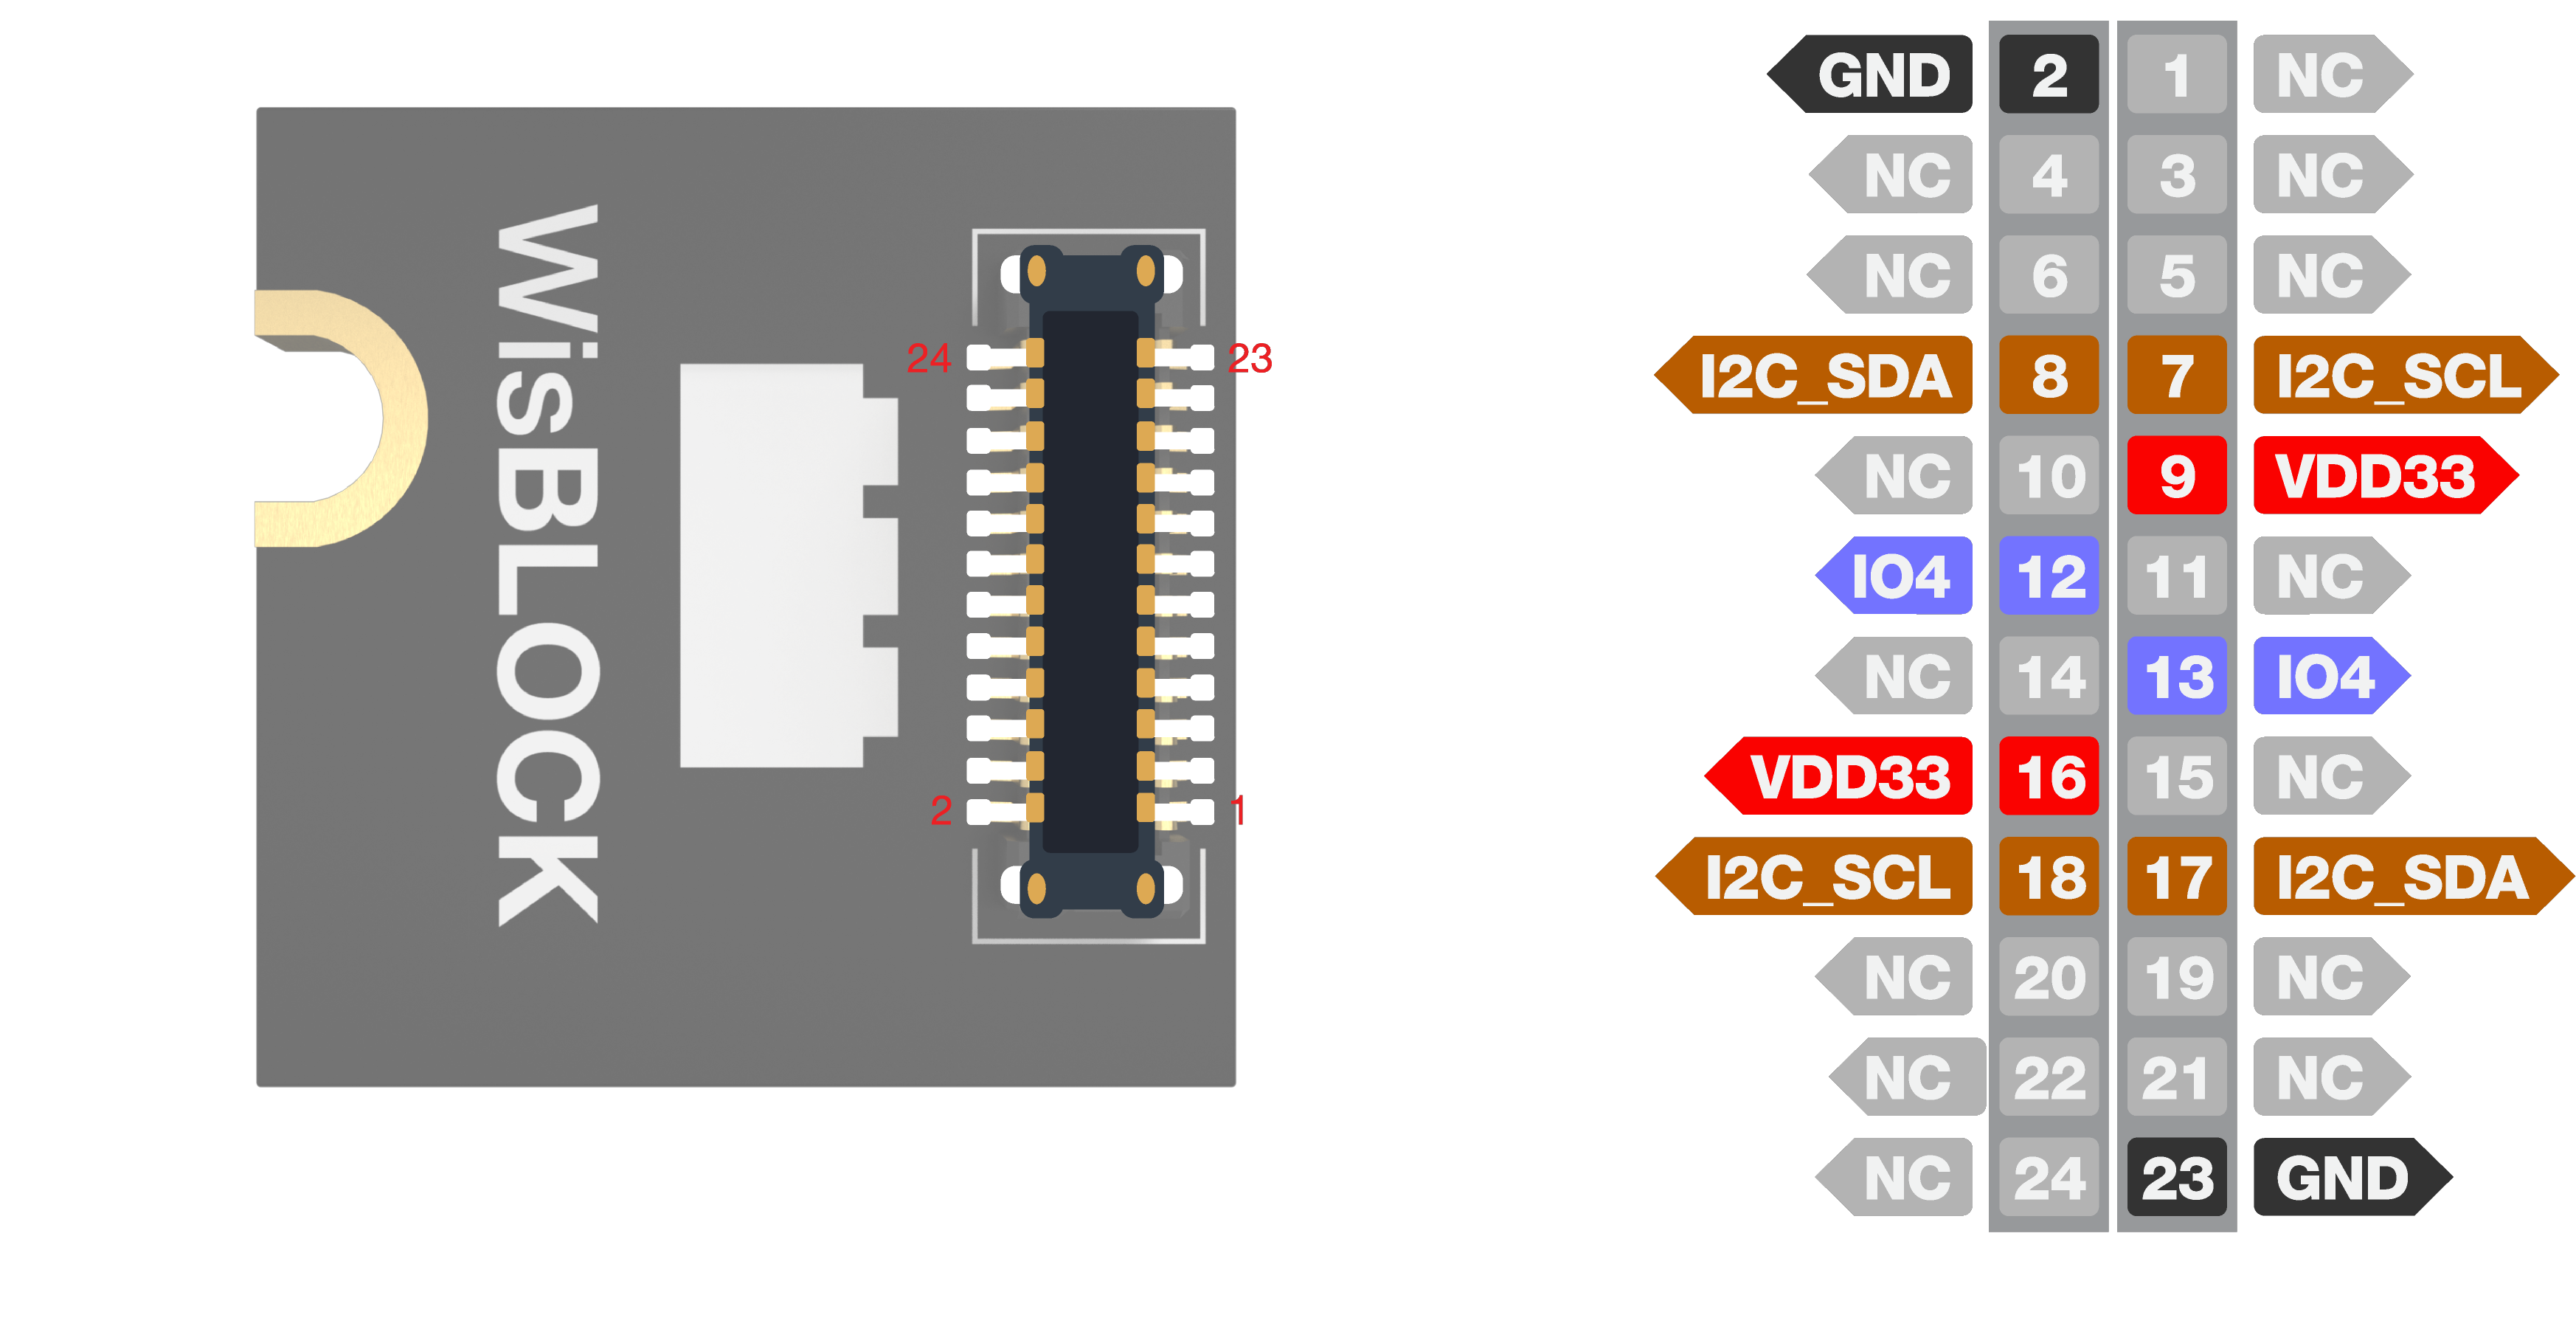 WisBLOCK
24 23
2 1
GND 2 1 NC
NC 4 3 NC
NC 6 5 NC
I2C_SDA 8 7 I2C_SCL
NC 10 9 VDD33
IO4 12 11 NC
NC 14 13 IO4
VDD33 16 15 NC
I2C_SCL 18 17 I2C_SDA
NC 20 19 NC
NC 22 21 NC
NC 24 23 GND